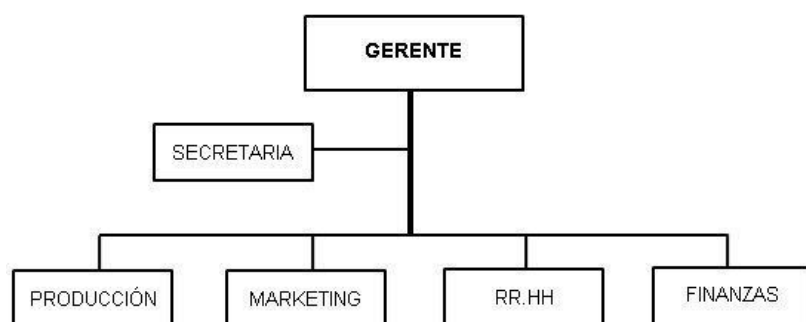 GERENTE
SECRETARIA
PRODUCCIÓN
MARKETING
RR.HH
FINANZAS